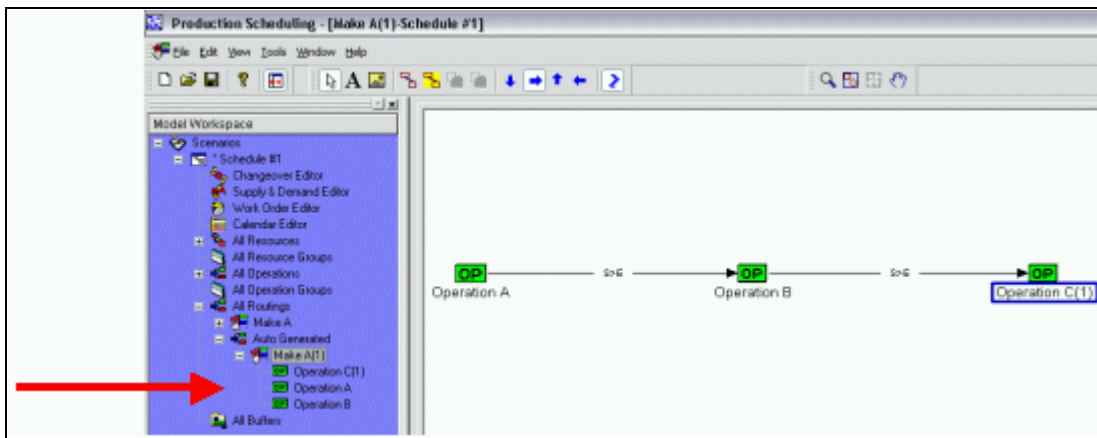 Production Scheduling - [Make A(1)-Schedule #1]
File Edit View Tools Window Help
Model Workspace
Scenarios
* Schedule #1
Changeover Editor
Supply & Demand Editor
Work Order Editor
Calendar Editor
All Resources
All Resource Groups
All Operations
All Operation Groups
All Routings
Make A
Auto Generated
Make A(1)
OP Operation C(1)
OP Operation A
OP Operation B
All Buffers
OP OP OP
Operation A Operation B Operation C(1)